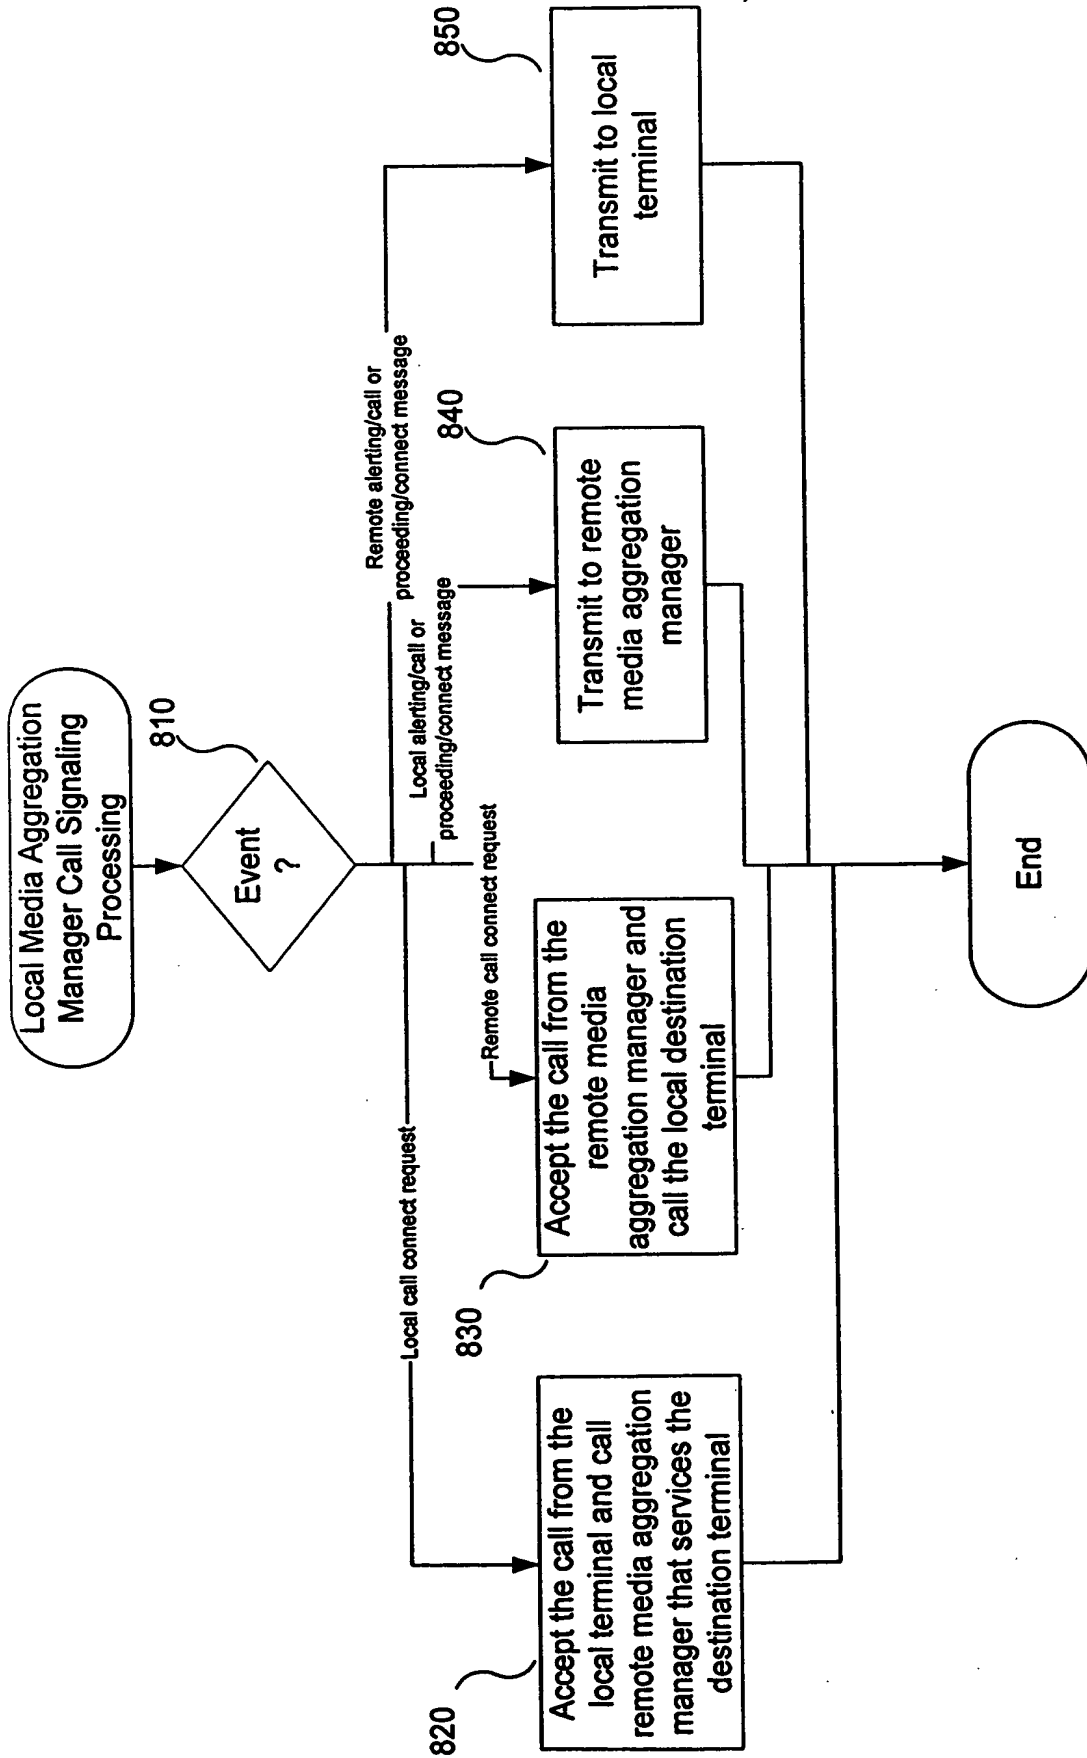 Local Media Aggregation
Manager Call Signaling
Processing
810
Event
?
Local call connect request
Remote call connect request
Local alerting/call or
proceeding/connect message
Remote alerting/call or
proceeding/connect message
820
Accept the call from the
local terminal and call
remote media aggregation
manager that services the
destination terminal
830
Accept the call from the
remote media
aggregation manager and
call the local destination
terminal
840
Transmit to remote
media aggregation
manager
850
Transmit to local
terminal
End